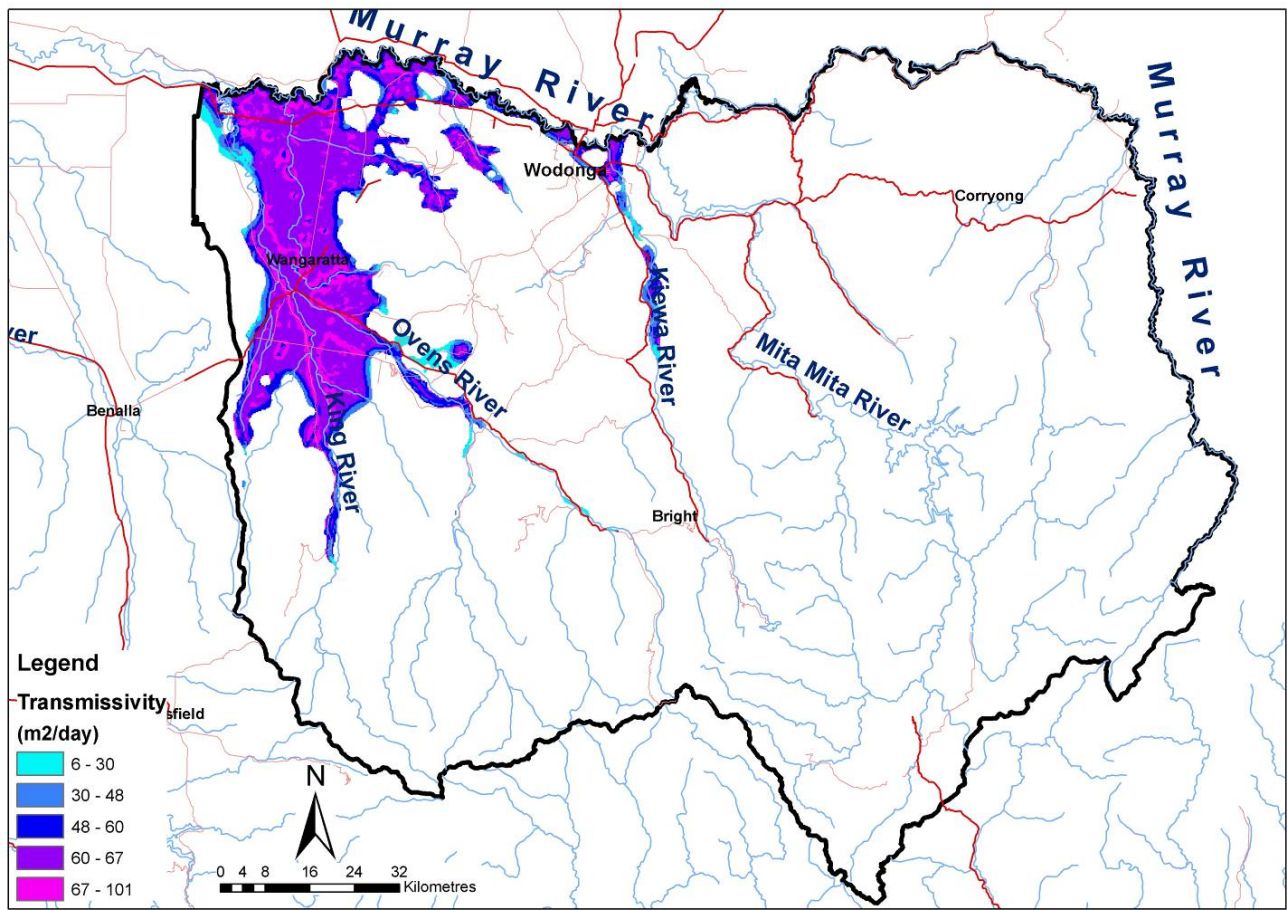 Murray River
Murray River
Wodonga
Corryong
Wangaratta
Kiewa River
Ovens River
Mita Mita River
ver
Benalla
King River
Bright
Legend
Transmissivity
sfield
(m2/day)
6 - 30
30 - 48
48 - 60
60 - 67
67 - 101
N
0 4 8 16 24 32
Kilometres